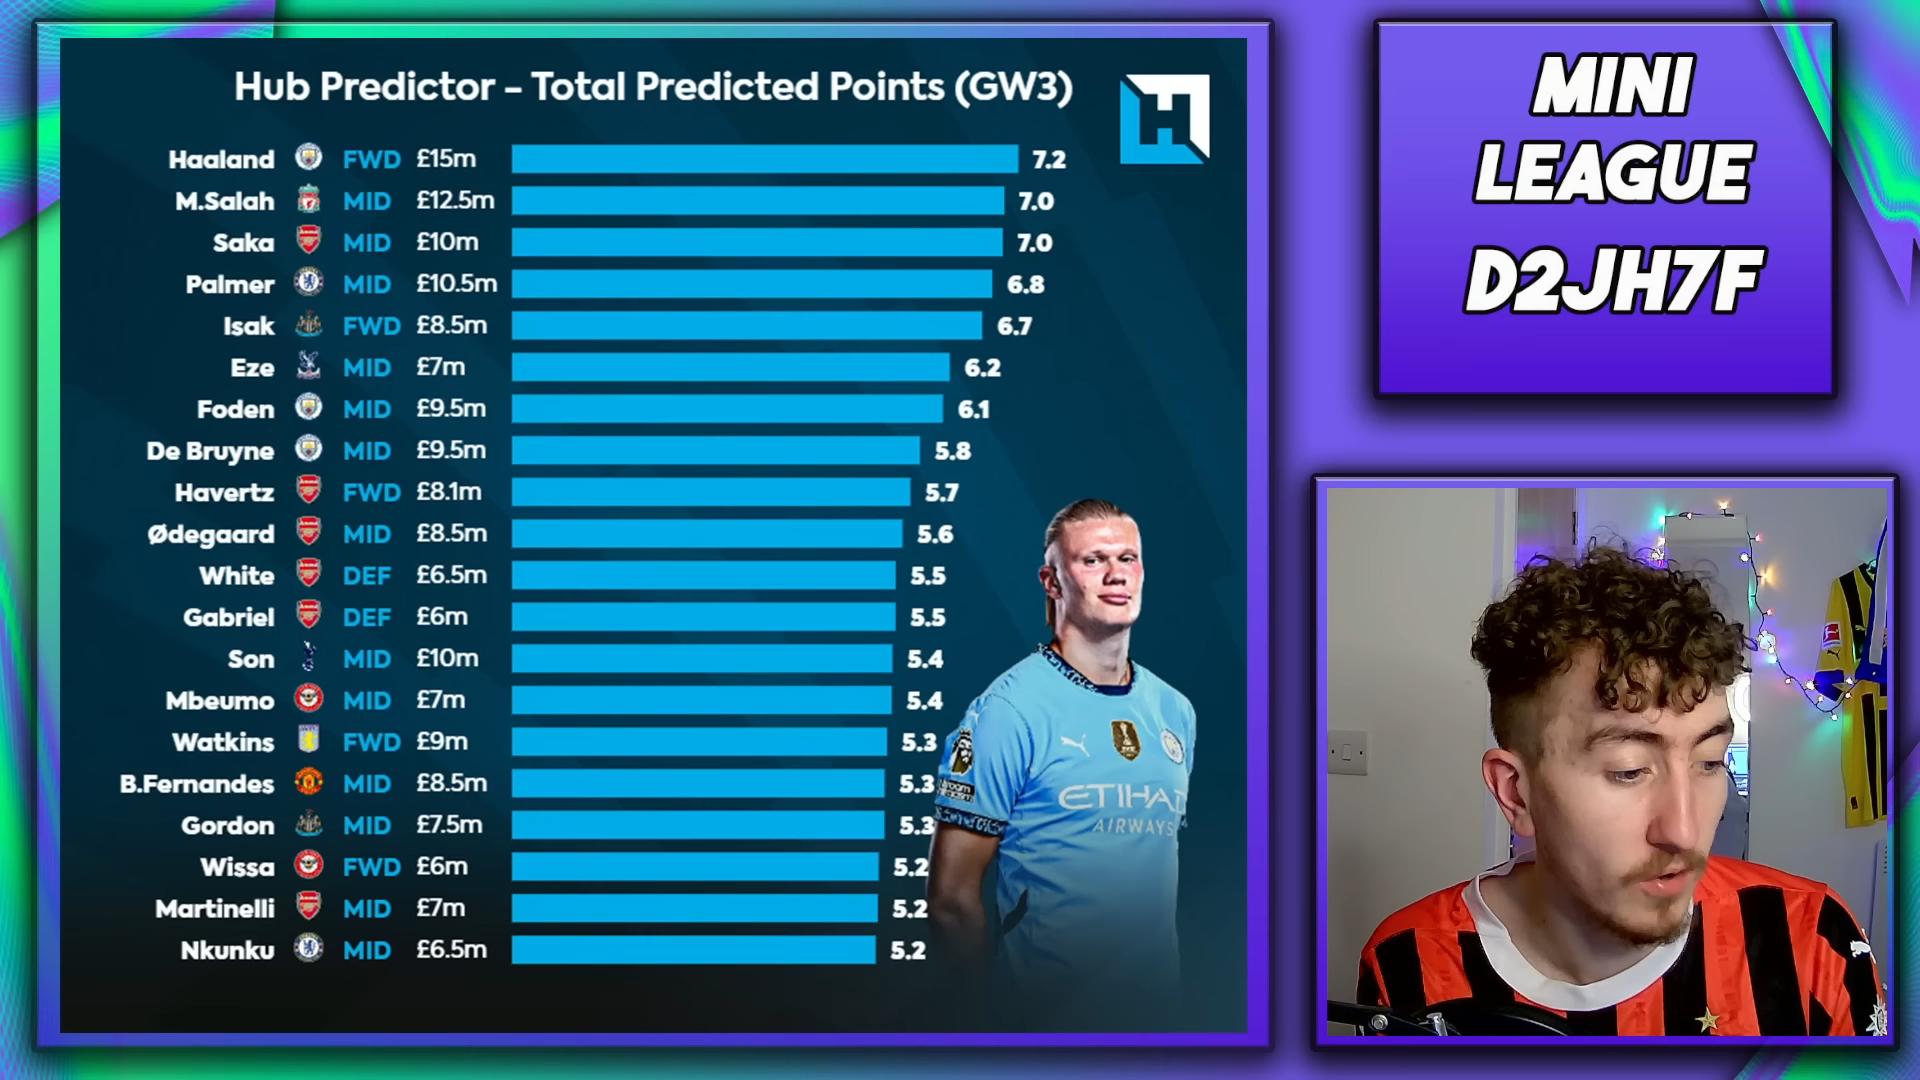 Hub Predictor - Total Predicted Points (GW3)
Haaland FWD £15m 7.2
M.Salah MID £12.5m 7.0
Saka MID £10m 7.0
Palmer MID £10.5m 6.8
Isak FWD £8.5m 6.7
Eze MID £7m 6.2
Foden MID £9.5m 6.1
De Bruyne MID £9.5m 5.8
Havertz FWD £8.1m 5.7
Ødegaard MID £8.5m 5.6
White DEF £6.5m 5.5
Gabriel DEF £6m 5.5
Son MID £10m 5.4
Mbeumo MID £7m 5.4
Watkins FWD £9m 5.3
B.Fernandes MID £8.5m 5.3
Gordon MID £7.5m 5.3
Wissa FWD £6m 5.2
Martinelli MID £7m 5.2
Nkunku MID £6.5m 5.2
ETIHAD
AIRWAYS
MINI
LEAGUE
D2JH7F